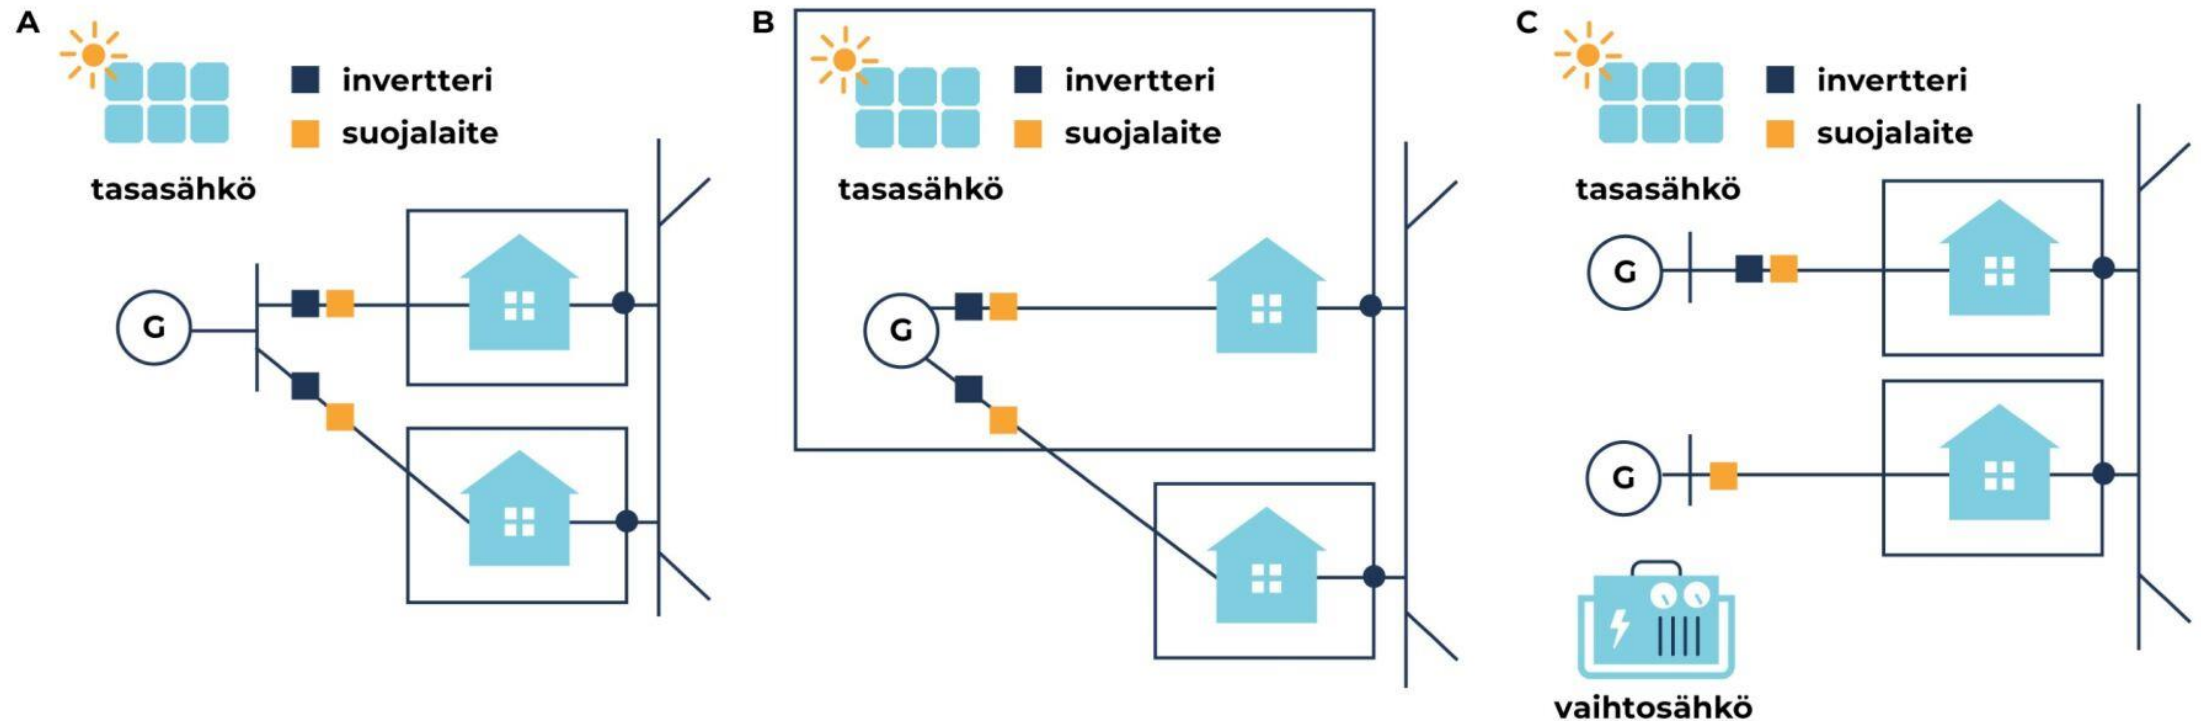 A
invertteri
suojalaite
tasasähkö
G
B
invertteri
suojalaite
tasasähkö
G
C
invertteri
suojalaite
tasasähkö
G
G
vaihtosähkö